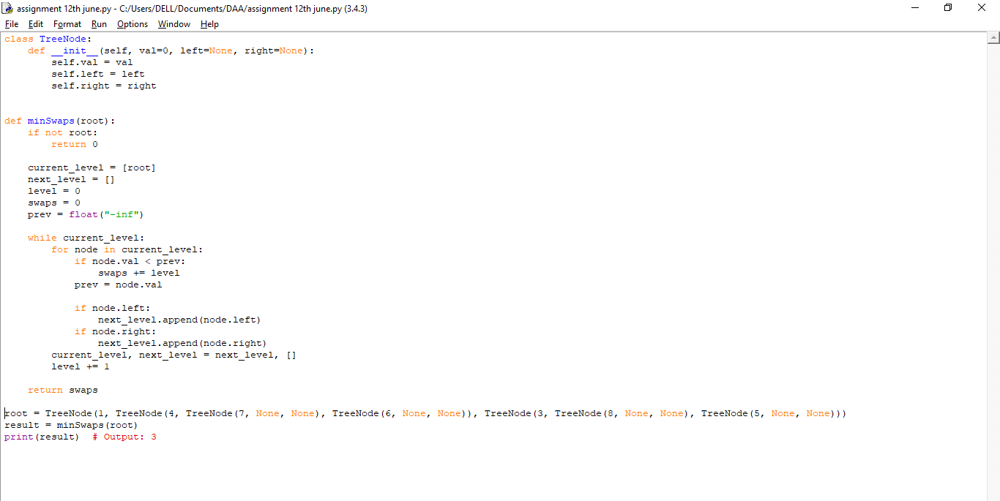 assignment 12th june.py - C:/Users/DELL/Documents/DAA/assignment 12th june.py (3.4.3)
File Edit Format Run Options Window Help
class TreeNode:
    def __init__(self, val=0, left=None, right=None):
        self.val = val
        self.left = left
        self.right = right
def minSwaps(root):
    if not root:
        return 0
    current_level = [root]
    next_level = []
    level = 0
    swaps = 0
    prev = float("-inf")
    while current_level:
        for node in current_level:
            if node.val < prev:
                swaps += level
            prev = node.val
            if node.left:
                next_level.append(node.left)
            if node.right:
                next_level.append(node.right)
        current_level, next_level = next_level, []
        level += 1
    return swaps
root = TreeNode(1, TreeNode(4, TreeNode(7, None, None), TreeNode(6, None, None)), TreeNode(3, TreeNode(8, None, None), TreeNode(5, None, None)))
result = minSwaps(root)
print(result)  # Output: 3